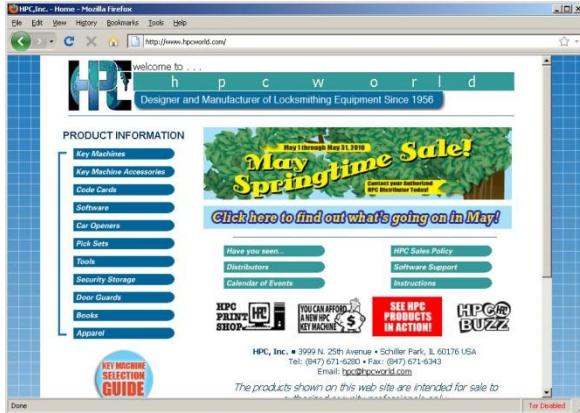 HPC,Inc. - Home - Mozilla Firefox
File Edit View History Bookmarks Tools Help
http://www.hpcworld.com/
welcome to . . .
HPC
h p c w o r l d
Designer and Manufacturer of Locksmithing Equipment Since 1956
PRODUCT INFORMATION
Key Machines
Key Machine Accessories
Code Cards
Software
Car Openers
Pick Sets
Tools
Security Storage
Door Guards
Books
Apparel
KEY MACHINE
SELECTION
GUIDE
May 1 through May 31, 2010
May
Springtime Sale!
Contact your Authorized
HPC Distributor Today!
Click here to find out what's going on in May!
Have you seen...
HPC Sales Policy
Distributors
Software Support
Calendar of Events
Instructions
HPC
PRINT
SHOP
HPC
YOU CAN AFFORD
A NEW HPC
KEY MACHINE
$
SEE HPC
PRODUCTS
IN ACTION!
HPC
BUZZ
HPC, Inc. • 3999 N. 25th Avenue • Schiller Park, IL 60176 USA
Tel: (847) 671-6280 • Fax: (847) 671-6343
Email: hpc@hpcworld.com
The products shown on this web site are intended for sale to
Done
Tor Disabled